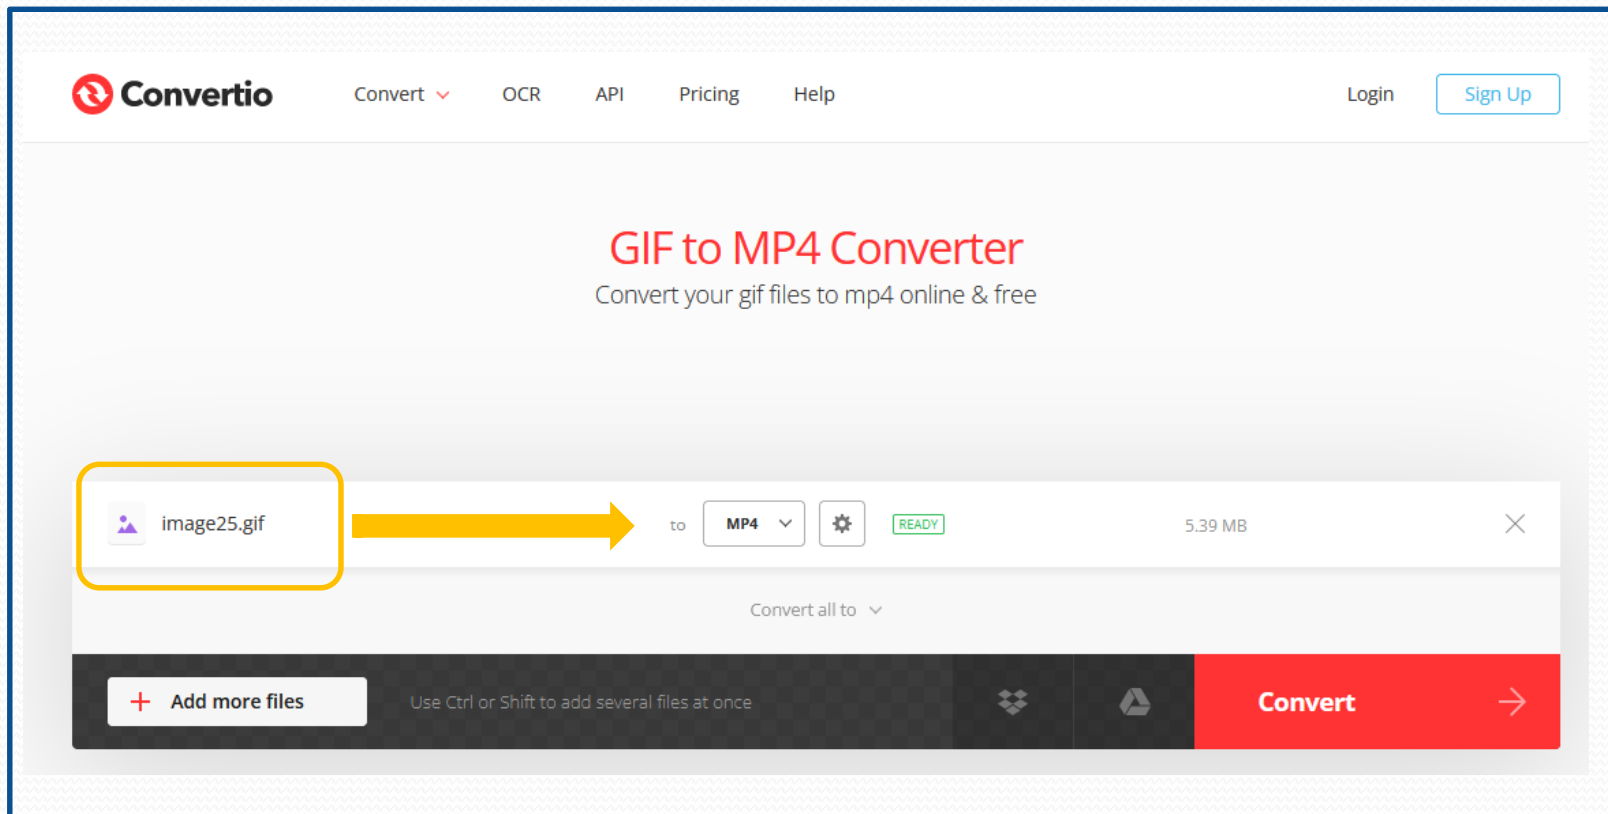 Convertio Convert OCR API Pricing Help Login Sign Up
GIF to MP4 Converter
Convert your gif files to mp4 online & free
image25.gif to MP4 READY 5.39 MB
Convert all to
Add more files Use Ctrl or Shift to add several files at once Convert